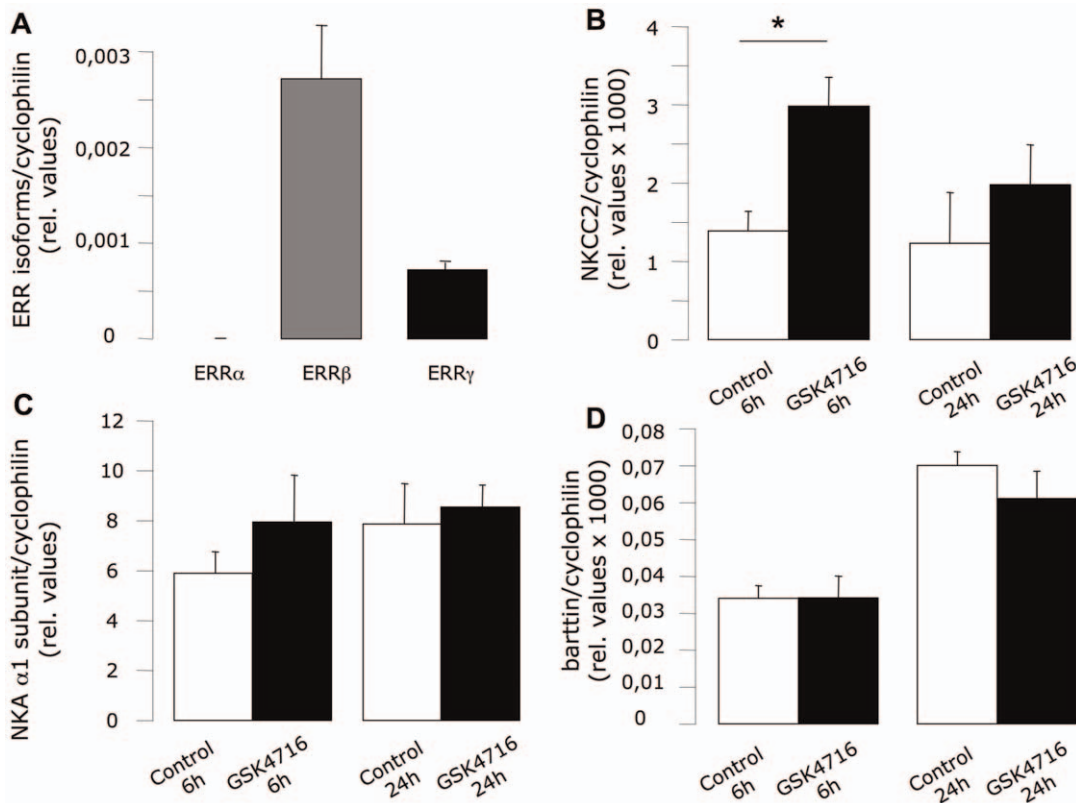 A
ERR isoforms/cyclophilin
(rel. values)
0,003
0,002
0,001
0
ERRα
ERRβ
ERRγ
B
NKCC2/cyclophilin
(rel. values x 1000)
4
3
2
1
0
*
Control
6h
GSK4716
6h
Control
24h
GSK4716
24h
C
NKA α1 subunit/cyclophilin
(rel. values)
12
10
8
6
4
2
0
Control
6h
GSK4716
6h
Control
24h
GSK4716
24h
D
barttin/cyclophilin
(rel. values x 1000)
0,08
0,07
0,06
0,05
0,04
0,03
0,02
0,01
0
Control
6h
GSK4716
6h
Control
24h
GSK4716
24h